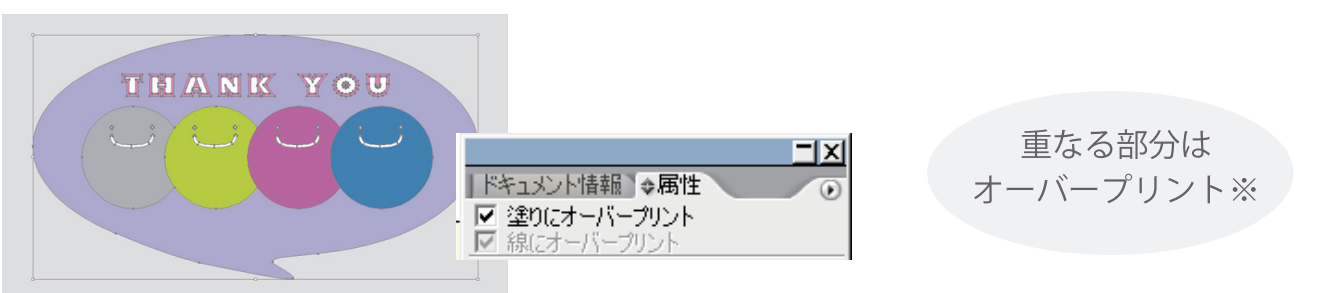 THANK YOU
ドキュメント情報 属性
塗りにオーバープリント
線にオーバープリント
重なる部分は
オーバープリント※